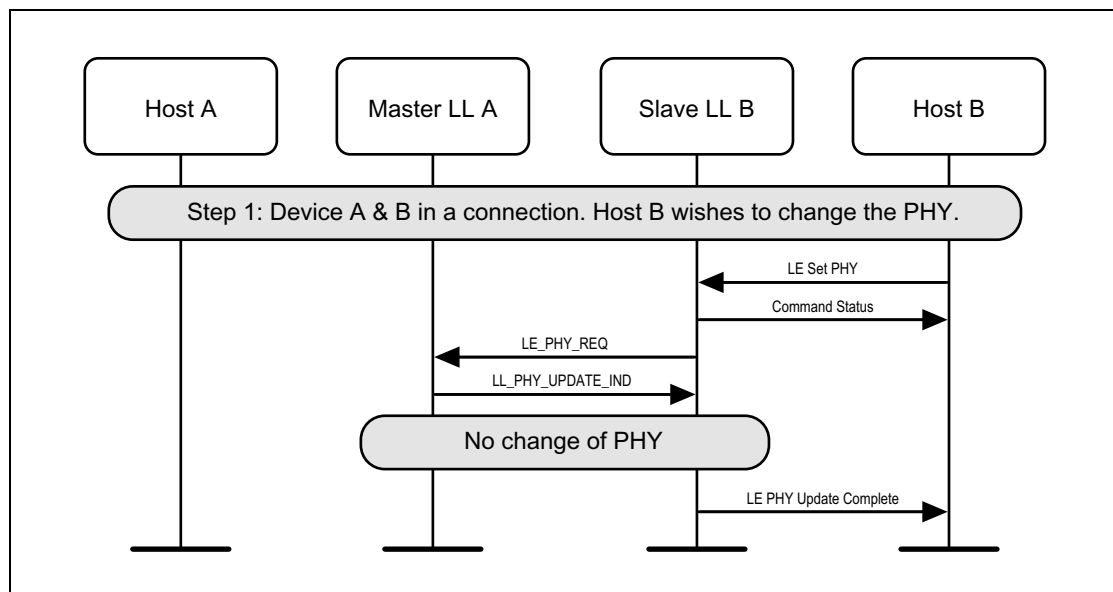 Host A
Master LL A
Slave LL B
Host B
Step 1: Device A & B in a connection. Host B wishes to change the PHY.
LE Set PHY
Command Status
LE_PHY_REQ
LL_PHY_UPDATE_IND
No change of PHY
LE PHY Update Complete